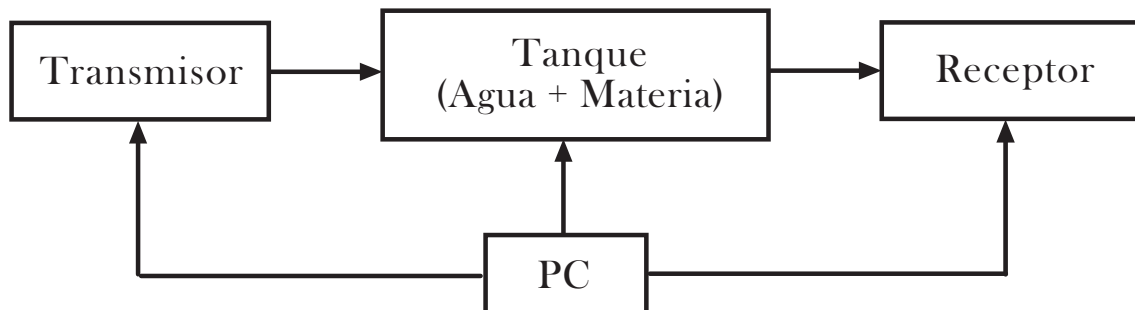 Transmisor
Tanque
(Agua + Materia)
Receptor
PC